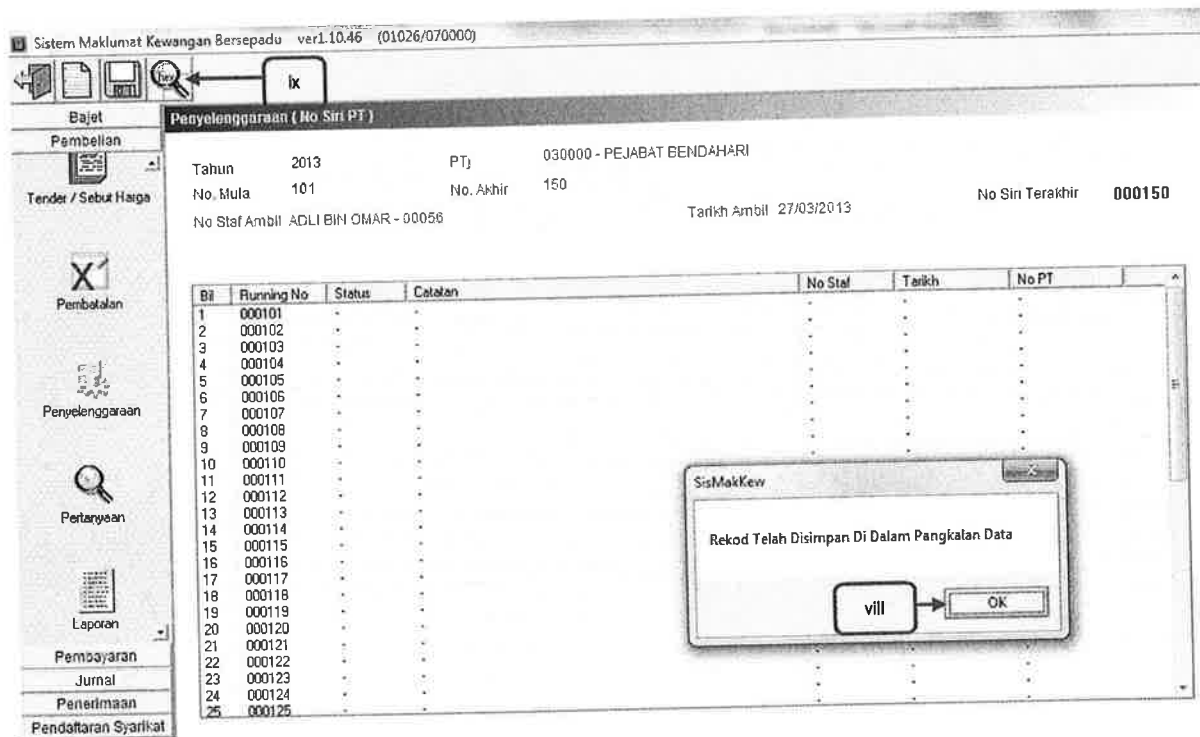 Sistem Maklumat Kewangan Bersepadu ver1.10.46 (01026/070000)
ix
Bajet
Pembelian
Tender / Sebut Harga
Pembatalan
Penyelenggaraan
Pertanyaan
Laporan
Pembayaran
Jurnal
Penerimaan
Pendaftaran Syarikat
Penyelenggaraan ( No Siri PT )
Tahun 2013 PTj 030000 - PEJABAT BENDAHARI
No. Mula 101 No. Akhir 150 No Siri Terakhir 000150
No Staf Ambil ADLI BIN OMAR - 00056 Tarikh Ambil 27/03/2013
Bil Running No Status Catatan No Staf Tarikh No PT
1 000101 - - - - -
2 000102 - - - - -
3 000103 - - - - -
4 000104 - - - - -
5 000105 - - - - -
6 000106 - - - - -
7 000107 - - - - -
8 000108 - - - - -
9 000109 - - - - -
10 000110 - -
11 000111 - -
12 000112 - -
13 000113 - -
14 000114 - -
15 000115 - -
16 000116 - -
17 000117 - -
18 000118 - -
19 000119 - -
20 000120 - -
21 000121 - - - - -
22 000122 - - - - -
23 000123 - - - - -
24 000124 - - - - -
25 000125 - - - - -
SisMakKew
Rekod Telah Disimpan Di Dalam Pangkalan Data
viii
OK